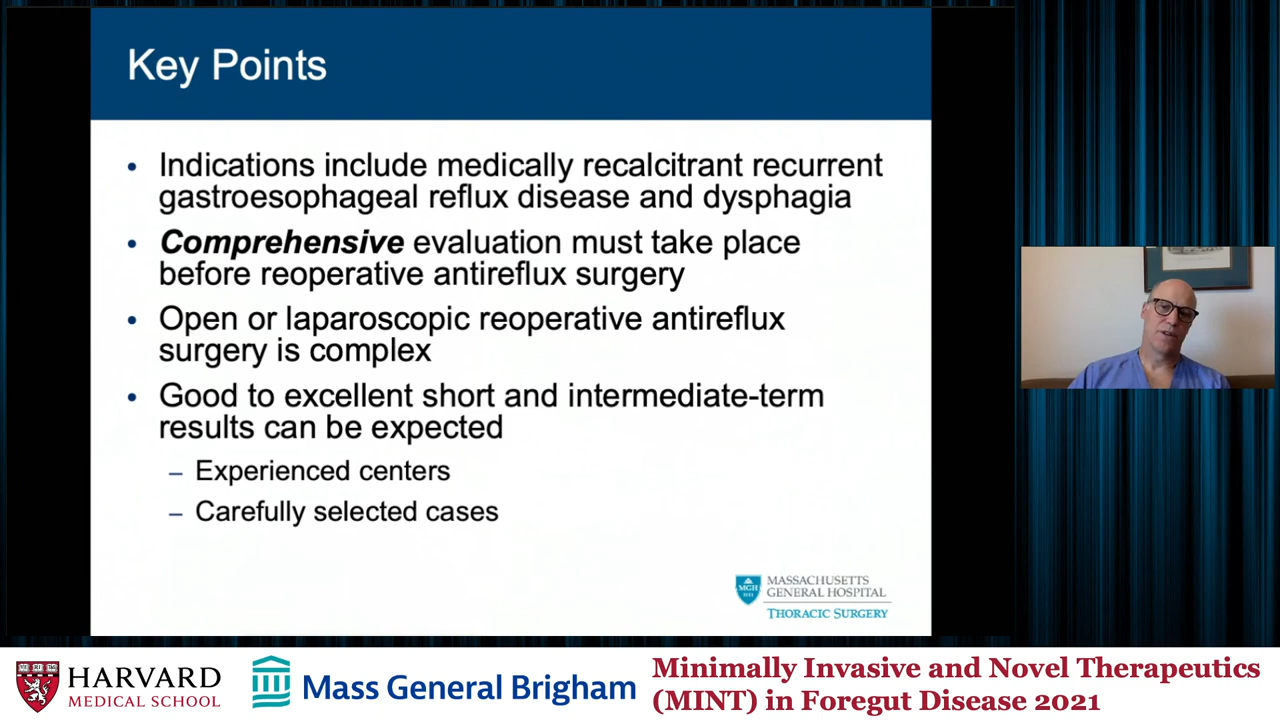 Key Points
• Indications include medically recalcitrant recurrent
gastroesophageal reflux disease and dysphagia
• Comprehensive evaluation must take place
before reoperative antireflux surgery
• Open or laparoscopic reoperative antireflux
surgery is complex
• Good to excellent short and intermediate-term
results can be expected
– Experienced centers
– Carefully selected cases
MGH
1811
MASSACHUSETTS
GENERAL HOSPITAL
THORACIC SURGERY
HARVARD
MEDICAL SCHOOL
Mass General Brigham
Minimally Invasive and Novel Therapeutics
(MINT) in Foregut Disease 2021